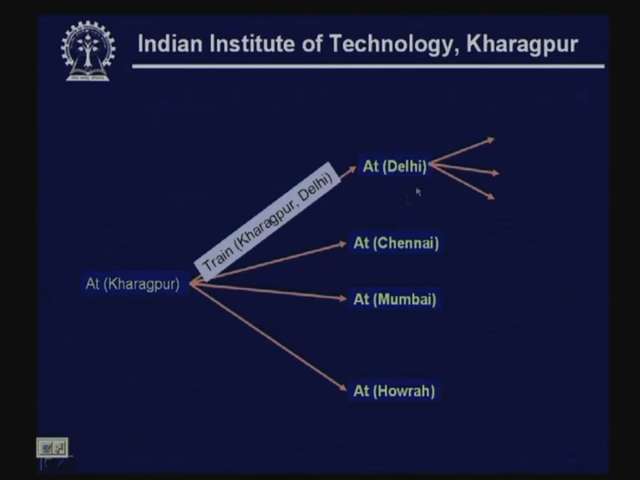 Indian Institute of Technology, Kharagpur
Train (Kharagpur, Delhi)
At (Delhi)
At (Chennai)
At (Kharagpur)
At (Mumbai)
At (Howrah)